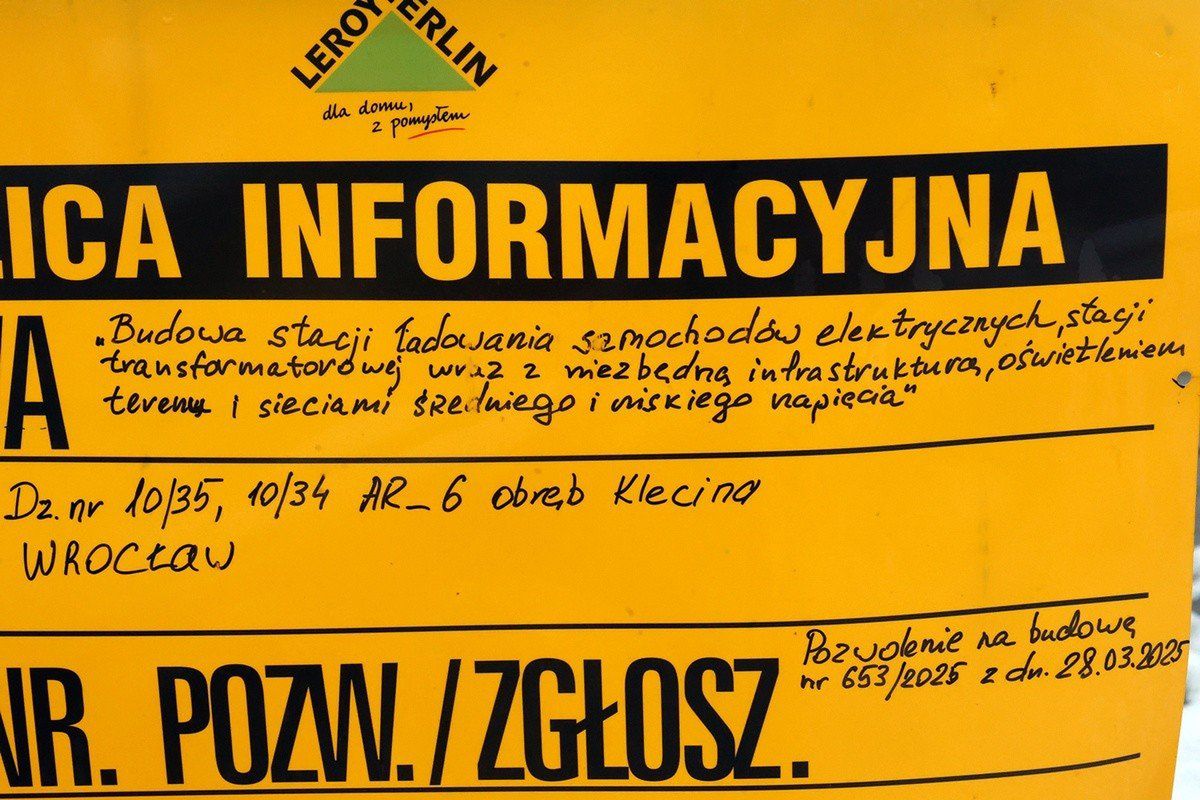 LEROY MERLIN
dla domu,
z pomysłem
LICA INFORMACYJNA
WA
„Budowa stacji ładowania samochodów elektrycznych, stacji
transformatorowej wraz z niezbędną infrastrukturą, oświetleniem
terenu i sieciami średniego i niskiego napięcia"
Dz. nr 10/35, 10/34 AR_6 obręb Klecina
WROCŁAW
NR. POZW./ZGŁOSZ.
Pozwolenie na budowę
nr 653/2025 z dn. 28.03.2025